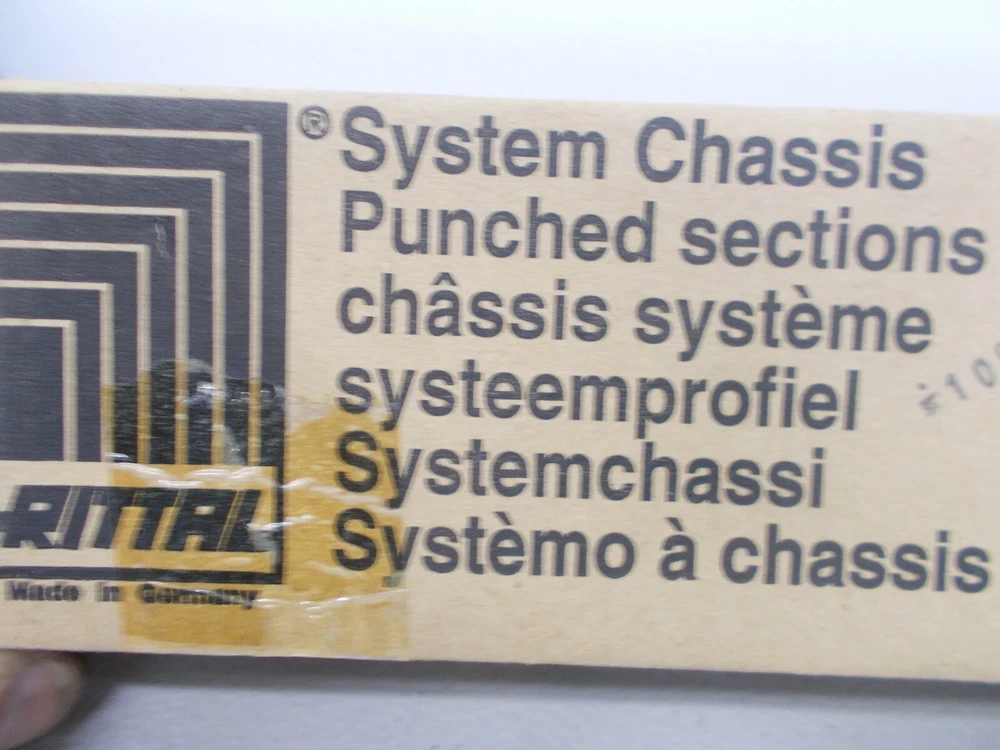 ® System Chassis
Punched sections
châssis système
systeemprofiel
Systemchassi
Systèmo à chassis
RITTAL
Made in Germany